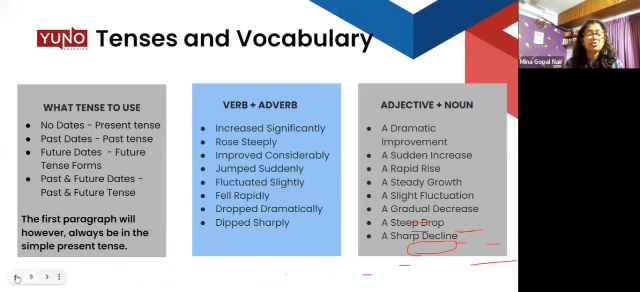 YUNO
LEARNING
Tenses and Vocabulary
Mina Gopal Nair
WHAT TENSE TO USE
No Dates - Present tense
Past Dates - Past tense
Future Dates - Future
Tense Forms
Past & Future Dates -
Past & Future Tense
The first paragraph will
however, always be in the
simple present tense.
VERB + ADVERB
Increased Significantly
Rose Steeply
Improved Considerably
Jumped Suddenly
Fluctuated Slightly
Fell Rapidly
Dropped Dramatically
Dipped Sharply
ADJECTIVE + NOUN
A Dramatic
Improvement
A Sudden Increase
A Rapid Rise
A Steady Growth
A Slight Fluctuation
A Gradual Decrease
A Steep Drop
A Sharp Decline
9